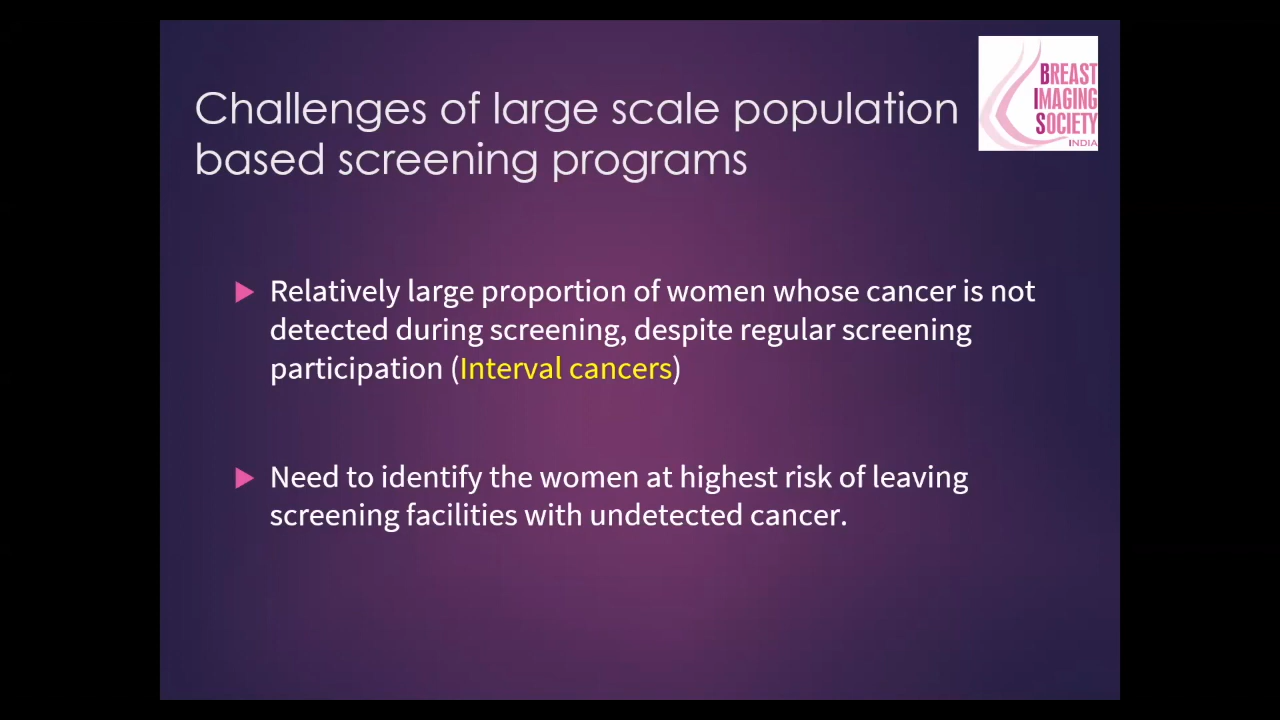 Challenges of large scale population
based screening programs
BREAST
IMAGING
SOCIETY
INDIA
Relatively large proportion of women whose cancer is not
detected during screening, despite regular screening
participation (Interval cancers)
Need to identify the women at highest risk of leaving
screening facilities with undetected cancer.